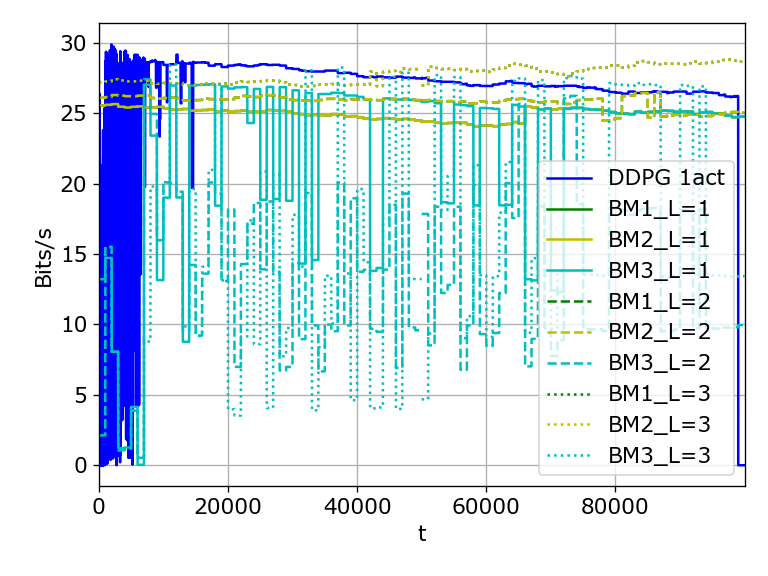 30
25
20
15
10
5
0
Bits/s
0 20000 40000 60000 80000
t
DDPG 1act
BM1_L=1
BM2_L=1
BM3_L=1
BM1_L=2
BM2_L=2
BM3_L=2
BM1_L=3
BM2_L=3
BM3_L=3